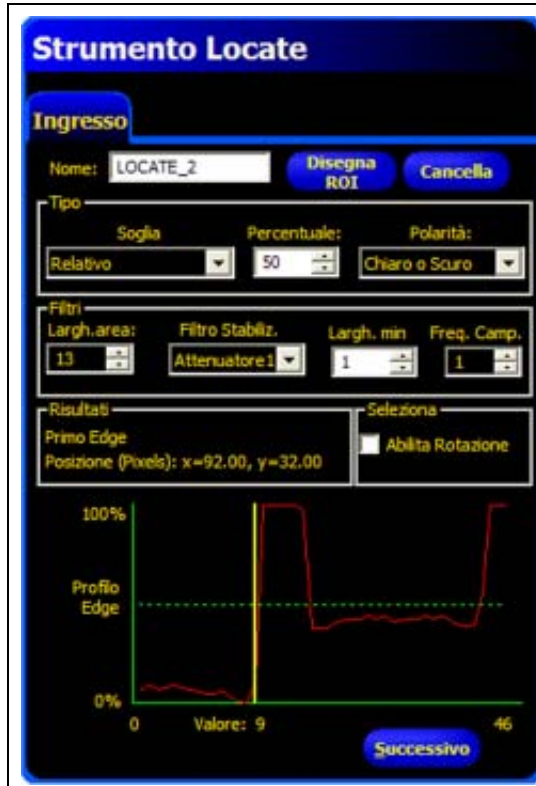 Strumento Locate
Ingresso
Nome: LOCATE_2 Disegna ROI Cancella
Tipo
Soglia Percentuale: Polarità:
Relativo 50 Chiaro o Scuro
Filtri
Largh.area: Filtro Stabiliz. Largh. min Freq. Camp.
13 Attenuatore1 1 1
Risultati
Primo Edge
Posizione (Pixels): x=92.00, y=32.00
Seleziona
Abilita Rotazione
100%
Profilo
Edge
0%
0 Valore: 9 46
Successivo